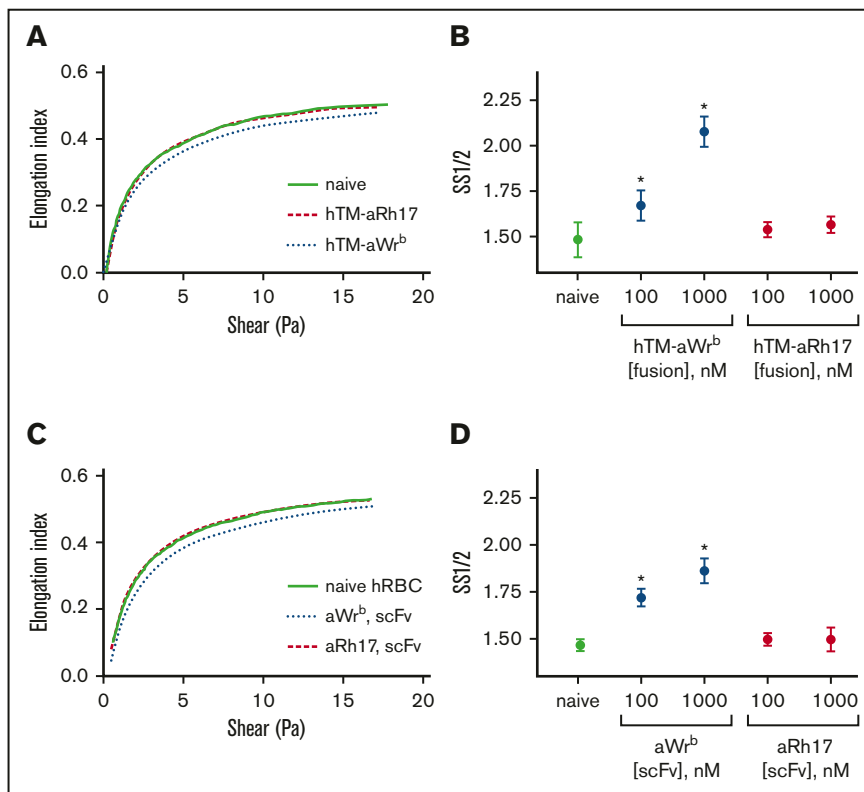 A
0.6
0.4
0.2
0.0
0
5
10
15
20
Elongation index
Shear (Pa)
naive
hTM-aRh17
hTM-aWrᵇ
B
2.25
2.00
1.75
1.50
SS1/2
*
*
naive
100
1000
100
1000
hTM-aWrᵇ
[fusion], nM
hTM-aRh17
[fusion], nM
C
0.6
0.4
0.2
0.0
0
5
10
15
20
Elongation index
Shear (Pa)
naive hRBC
aWrᵇ, scFv
aRh17, scFv
D
2.25
2.00
1.75
1.50
SS1/2
*
*
naive
100
1000
100
1000
aWrᵇ
[scFv], nM
aRh17
[scFv], nM